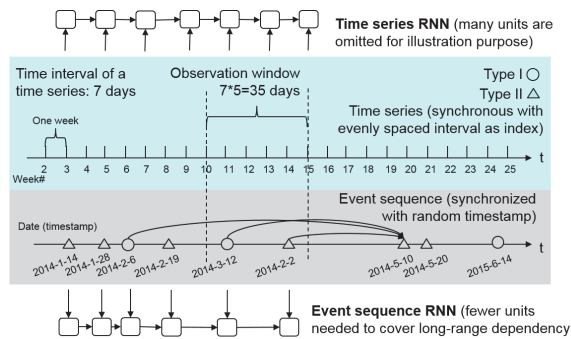 Time series RNN (many units are
omitted for illustration purpose)
Time interval of a
time series: 7 days
Observation window
7*5=35 days
Type I
Type II
Time series (synchronous with
evenly spaced interval as index)
One week
t
2 3 4 5 6 7 8 9 10 11 12 13 14 15 16 17 18 19 20 21 22 23 24 25
Week#
Event sequence (synchronized
with random timestamp)
Date (timestamp)
t
2014-1-14 2014-1-28 2014-2-6 2014-2-19 2014-3-12 2014-2-2 2014-5-10 2014-5-20 2015-6-14
Event sequence RNN (fewer units
needed to cover long-range dependency